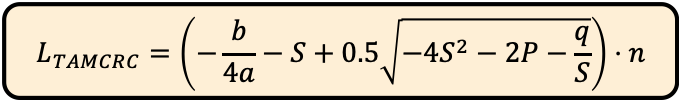 $L_{TAMCRC} = \left(-\frac{b}{4a} - S + 0.5\sqrt{-4S^2 - 2P - \frac{q}{S}}\right) \cdot n$